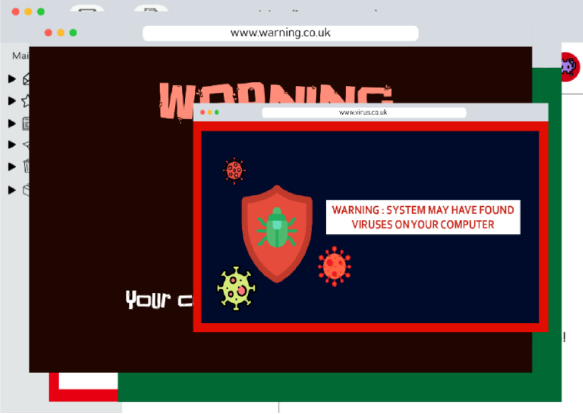 www.warning.co.uk
Mai
WARNING
www.virus.co.uk
WARNING : SYSTEM MAY HAVE FOUND
VIRUSES ON YOUR COMPUTER
Your c
!